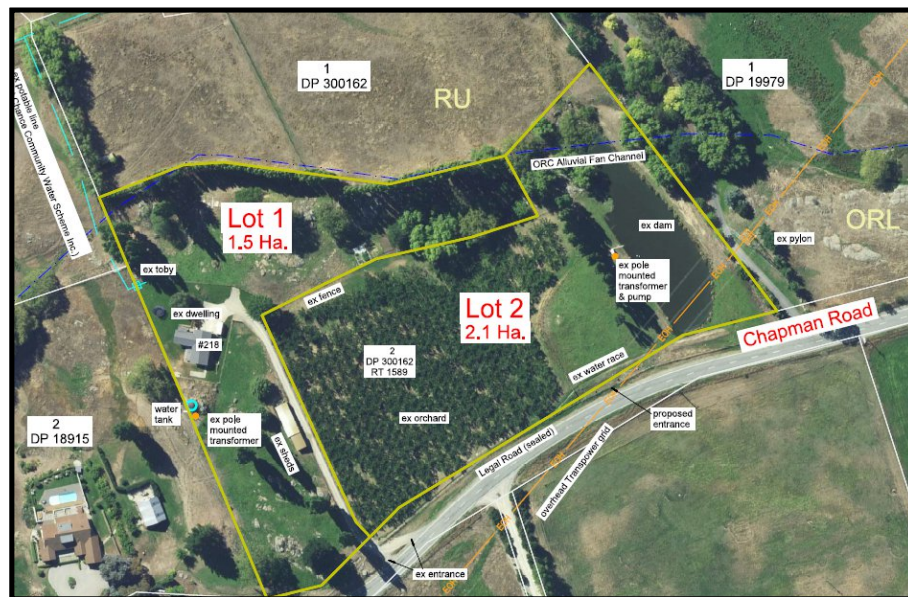 1
DP 300162
RU
1
DP 19979
ex potable line
Chance Community Water Scheme Inc.)
ORC Alluvial Fan Channel
Lot 1
1.5 Ha.
ORL
ex dam
ex pylon
ex toby
ex pole
mounted
transformer
& pump
ex fence
ex dwelling
Lot 2
2.1 Ha.
Chapman Road
#218
2
DP 300162
RT 1589
ex water race
water
tank
ex pole
mounted
transformer
ex orchard
proposed
entrance
2
DP 18915
ex sheds
Legal Road (sealed)
overhead Transpower grid
ex entrance